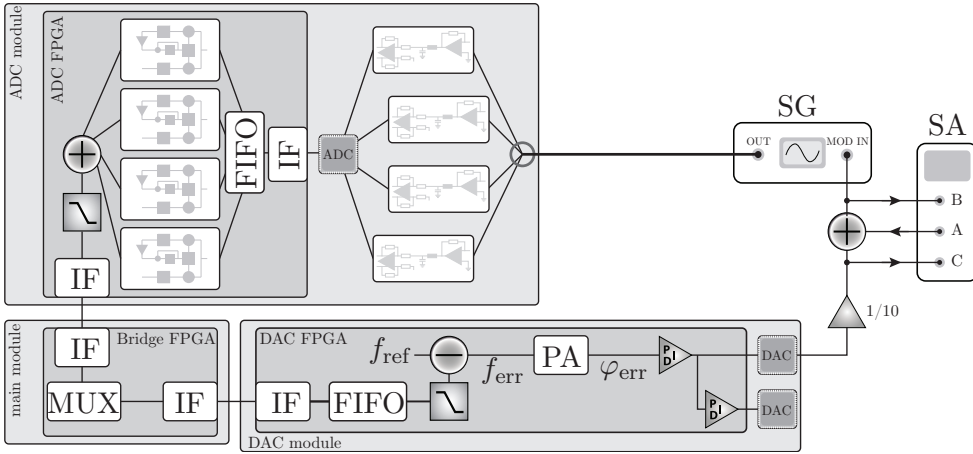 ADC module
ADC FPGA
FIFO
IF
ADC
IF
SG
OUT
MOD IN
SA
B
A
C
1/10
main module
Bridge FPGA
IF
MUX
IF
DAC FPGA
f_ref
f_err
PA
φ_err
P I D
DAC
IF
FIFO
P I D
DAC
DAC module